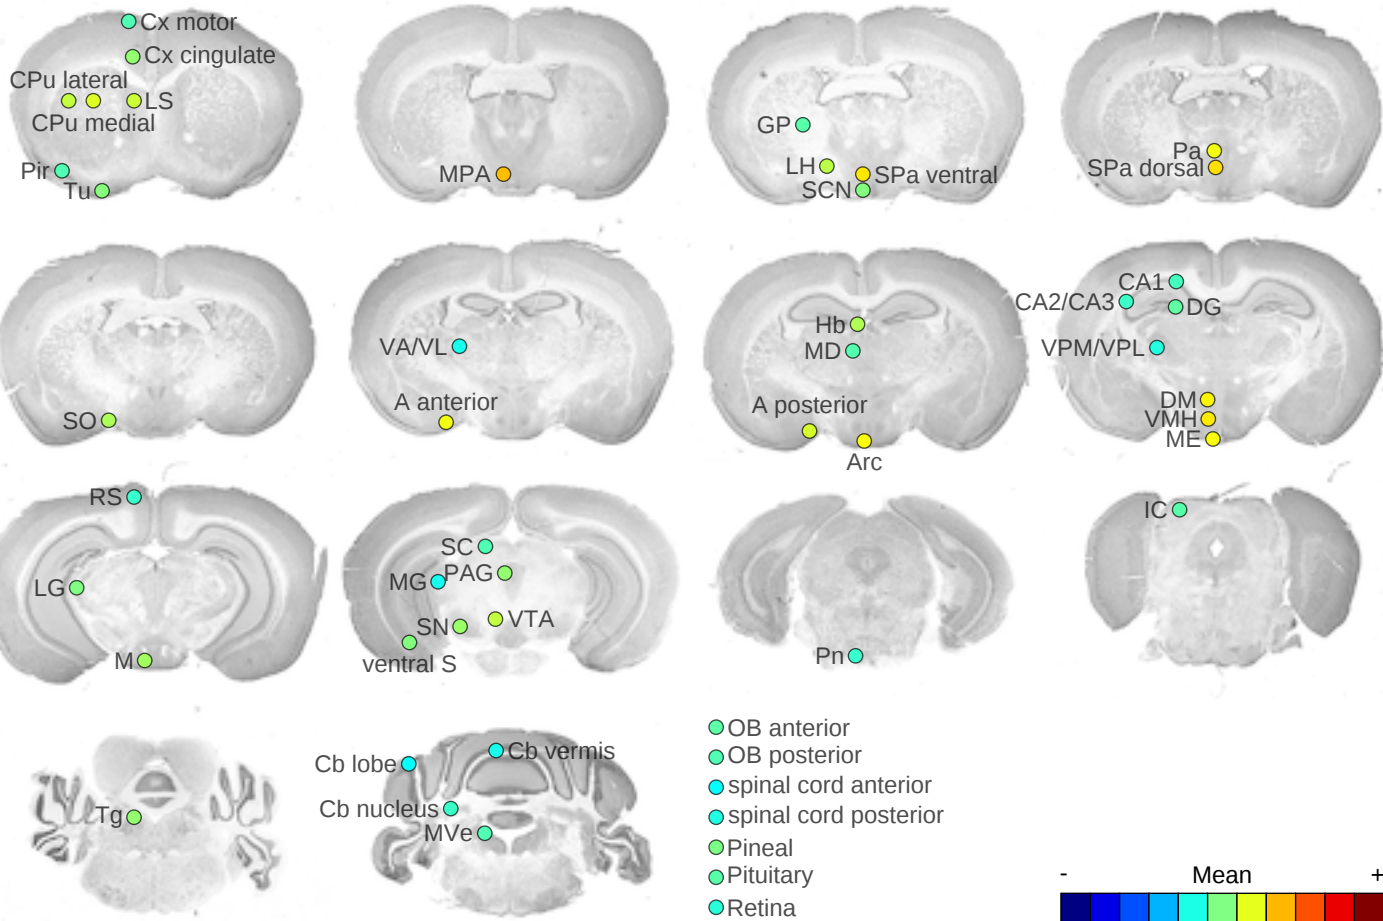 Cx motor
Cx cingulate
CPu lateral
LS
CPu medial
Pir
Tu
MPA
GP
LH
SPa ventral
SCN
Pa
SPa dorsal
SO
VA/VL
A anterior
Hb
MD
A posterior
Arc
CA1
CA2/CA3
DG
VPM/VPL
DM
VMH
ME
RS
LG
M
SC
MG
PAG
SN
VTA
ventral S
Pn
IC
Tg
Cb lobe
Cb vermis
Cb nucleus
MVe
OB anterior
OB posterior
spinal cord anterior
spinal cord posterior
Pineal
Pituitary
Retina
- Mean +